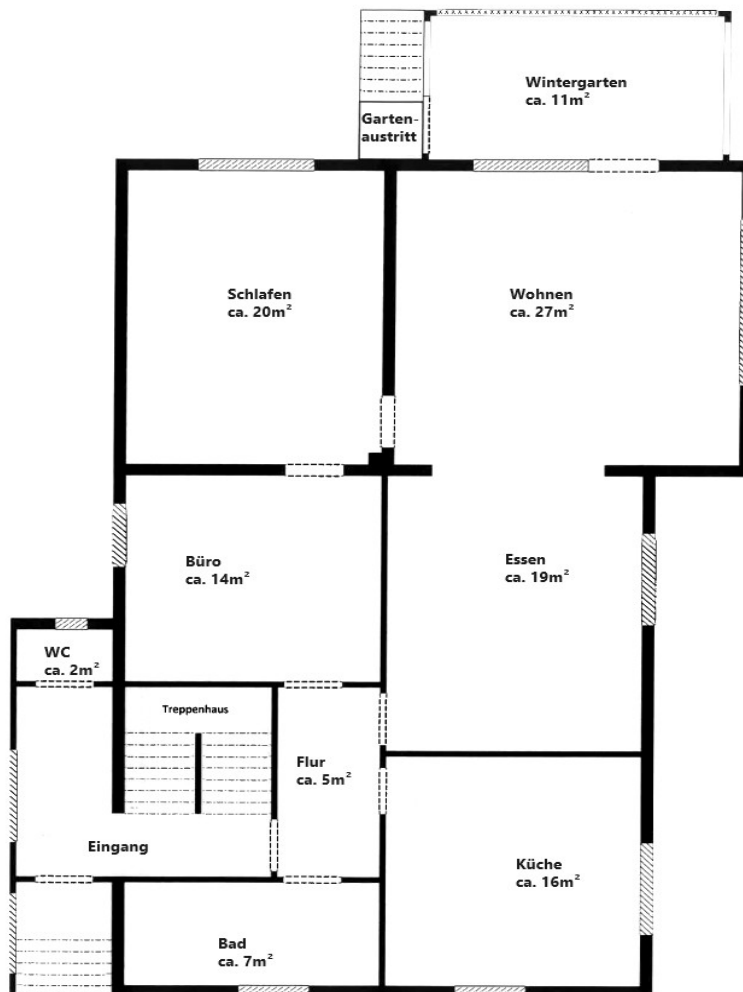 Wintergarten
ca. 11m²
Garten-
austritt
Schlafen
ca. 20m²
Wohnen
ca. 27m²
Büro
ca. 14m²
Essen
ca. 19m²
WC
ca. 2m²
Treppenhaus
Flur
ca. 5m²
Eingang
Küche
ca. 16m²
Bad
ca. 7m²